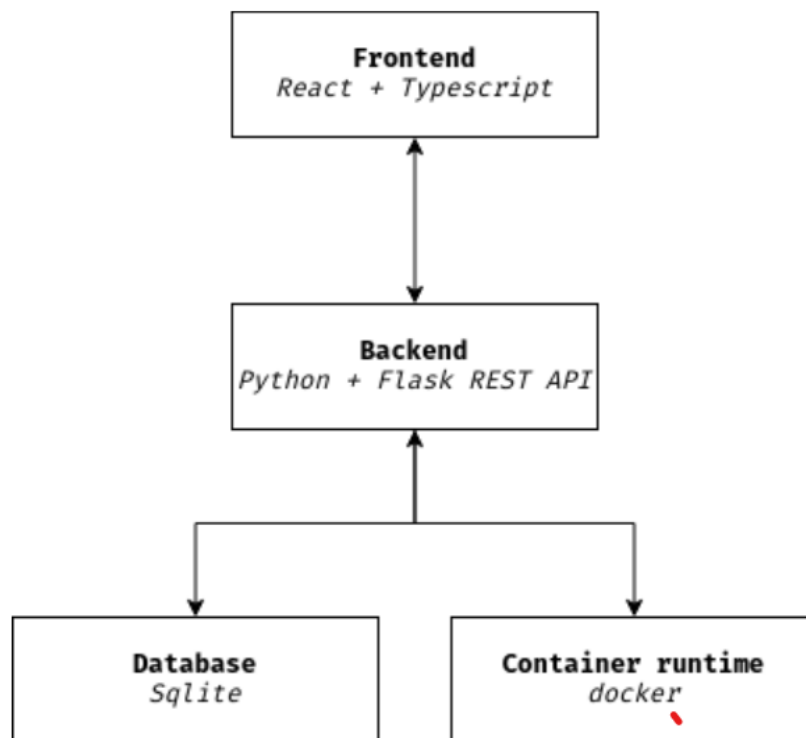 Frontend
React + Typescript
Backend
Python + Flask REST API
Database
Sqlite
Container runtime
docker